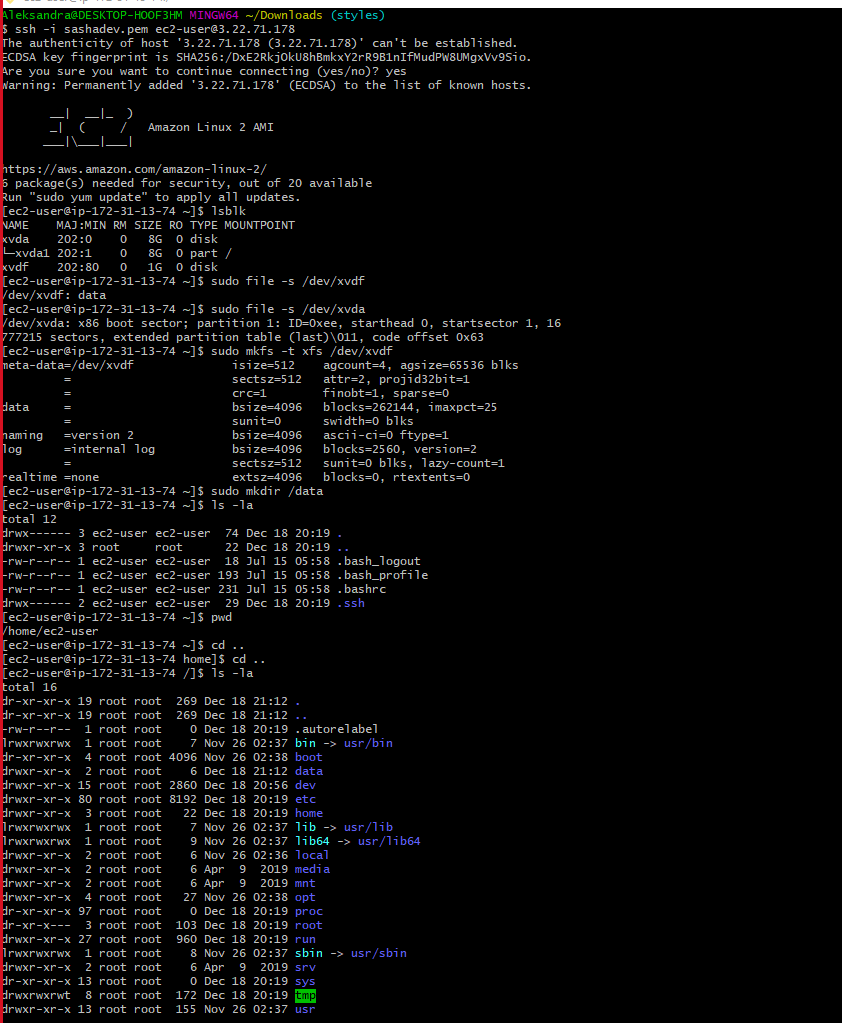 Aleksandra@DESKTOP-HOOF3HM MINGW64 ~/Downloads (styles)
$ ssh -i sashadev.pem ec2-user@3.22.71.178
The authenticity of host '3.22.71.178 (3.22.71.178)' can't be established.
ECDSA key fingerprint is SHA256:/DxE2RkjOkU8hBmkxY2rR9B1nIfMudPW8UMgxVv9Sio.
Are you sure you want to continue connecting (yes/no)? yes
Warning: Permanently added '3.22.71.178' (ECDSA) to the list of known hosts.
       __|  __|_  )
       _|  (     /   Amazon Linux 2 AMI
      ___|\___|___|
https://aws.amazon.com/amazon-linux-2/
6 package(s) needed for security, out of 20 available
Run "sudo yum update" to apply all updates.
[ec2-user@ip-172-31-13-74 ~]$ lsblk
NAME    MAJ:MIN RM SIZE RO TYPE MOUNTPOINT
xvda    202:0    0   8G  0 disk
└─xvda1 202:1    0   8G  0 part /
xvdf    202:80   0   1G  0 disk
[ec2-user@ip-172-31-13-74 ~]$ sudo file -s /dev/xvdf
/dev/xvdf: data
[ec2-user@ip-172-31-13-74 ~]$ sudo file -s /dev/xvda
/dev/xvda: x86 boot sector; partition 1: ID=0xee, starthead 0, startsector 1, 16
777215 sectors, extended partition table (last)\011, code offset 0x63
[ec2-user@ip-172-31-13-74 ~]$ sudo mkfs -t xfs /dev/xvdf
meta-data=/dev/xvdf              isize=512    agcount=4, agsize=65536 blks
         =                       sectsz=512   attr=2, projid32bit=1
         =                       crc=1        finobt=1, sparse=0
data     =                       bsize=4096   blocks=262144, imaxpct=25
         =                       sunit=0      swidth=0 blks
naming   =version 2              bsize=4096   ascii-ci=0 ftype=1
log      =internal log           bsize=4096   blocks=2560, version=2
         =                       sectsz=512   sunit=0 blks, lazy-count=1
realtime =none                   extsz=4096   blocks=0, rtextents=0
[ec2-user@ip-172-31-13-74 ~]$ sudo mkdir /data
[ec2-user@ip-172-31-13-74 ~]$ ls -la
total 12
drwx------ 3 ec2-user ec2-user  74 Dec 18 20:19 .
drwxr-xr-x 3 root     root      22 Dec 18 20:19 ..
-rw-r--r-- 1 ec2-user ec2-user  18 Jul 15 05:58 .bash_logout
-rw-r--r-- 1 ec2-user ec2-user 193 Jul 15 05:58 .bash_profile
-rw-r--r-- 1 ec2-user ec2-user 231 Jul 15 05:58 .bashrc
drwx------ 2 ec2-user ec2-user  29 Dec 18 20:19 .ssh
[ec2-user@ip-172-31-13-74 ~]$ pwd
/home/ec2-user
[ec2-user@ip-172-31-13-74 ~]$ cd ..
[ec2-user@ip-172-31-13-74 home]$ cd ..
[ec2-user@ip-172-31-13-74 /]$ ls -la
total 16
dr-xr-xr-x 19 root root  269 Dec 18 21:12 .
dr-xr-xr-x 19 root root  269 Dec 18 21:12 ..
-rw-r--r--  1 root root    0 Dec 18 20:19 .autorelabel
lrwxrwxrwx  1 root root    7 Nov 26 02:37 bin -> usr/bin
dr-xr-xr-x  4 root root 4096 Nov 26 02:38 boot
drwxr-xr-x  2 root root    6 Dec 18 21:12 data
drwxr-xr-x 15 root root 2860 Dec 18 20:56 dev
drwxr-xr-x 80 root root 8192 Dec 18 20:19 etc
drwxr-xr-x  3 root root   22 Dec 18 20:19 home
lrwxrwxrwx  1 root root    7 Nov 26 02:37 lib -> usr/lib
lrwxrwxrwx  1 root root    9 Nov 26 02:37 lib64 -> usr/lib64
drwxr-xr-x  2 root root    6 Nov 26 02:36 local
drwxr-xr-x  2 root root    6 Apr  9  2019 media
drwxr-xr-x  2 root root    6 Apr  9  2019 mnt
drwxr-xr-x  4 root root   27 Nov 26 02:38 opt
dr-xr-xr-x 97 root root    0 Dec 18 20:19 proc
dr-xr-x---  3 root root  103 Dec 18 20:19 root
drwxr-xr-x 27 root root  960 Dec 18 20:19 run
lrwxrwxrwx  1 root root    8 Nov 26 02:37 sbin -> usr/sbin
drwxr-xr-x  2 root root    6 Apr  9  2019 srv
dr-xr-xr-x 13 root root    0 Dec 18 20:19 sys
drwxrwxrwt  8 root root  172 Dec 18 20:19 tmp
drwxr-xr-x 13 root root  155 Nov 26 02:37 usr